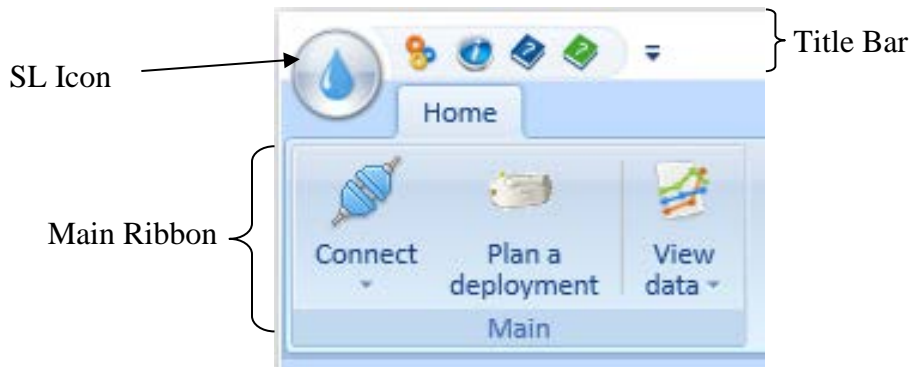 Title Bar
SL Icon
Home
Main Ribbon
Connect
Plan a
deployment
View
data
Main